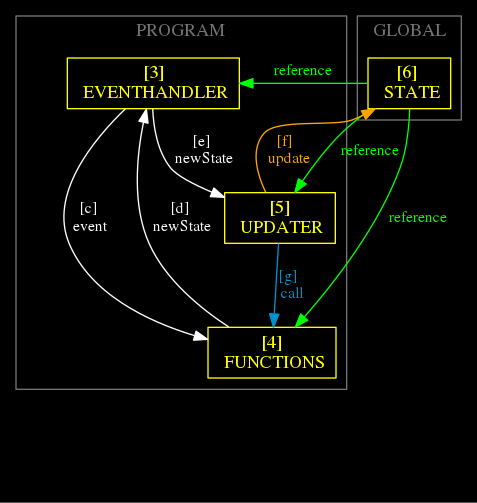 PROGRAM
GLOBAL
[3]
EVENTHANDLER
reference
[6]
STATE
[e]
newState
[f]
update
reference
[c]
event
[d]
newState
[5]
UPDATER
reference
[g]
call
[4]
FUNCTIONS